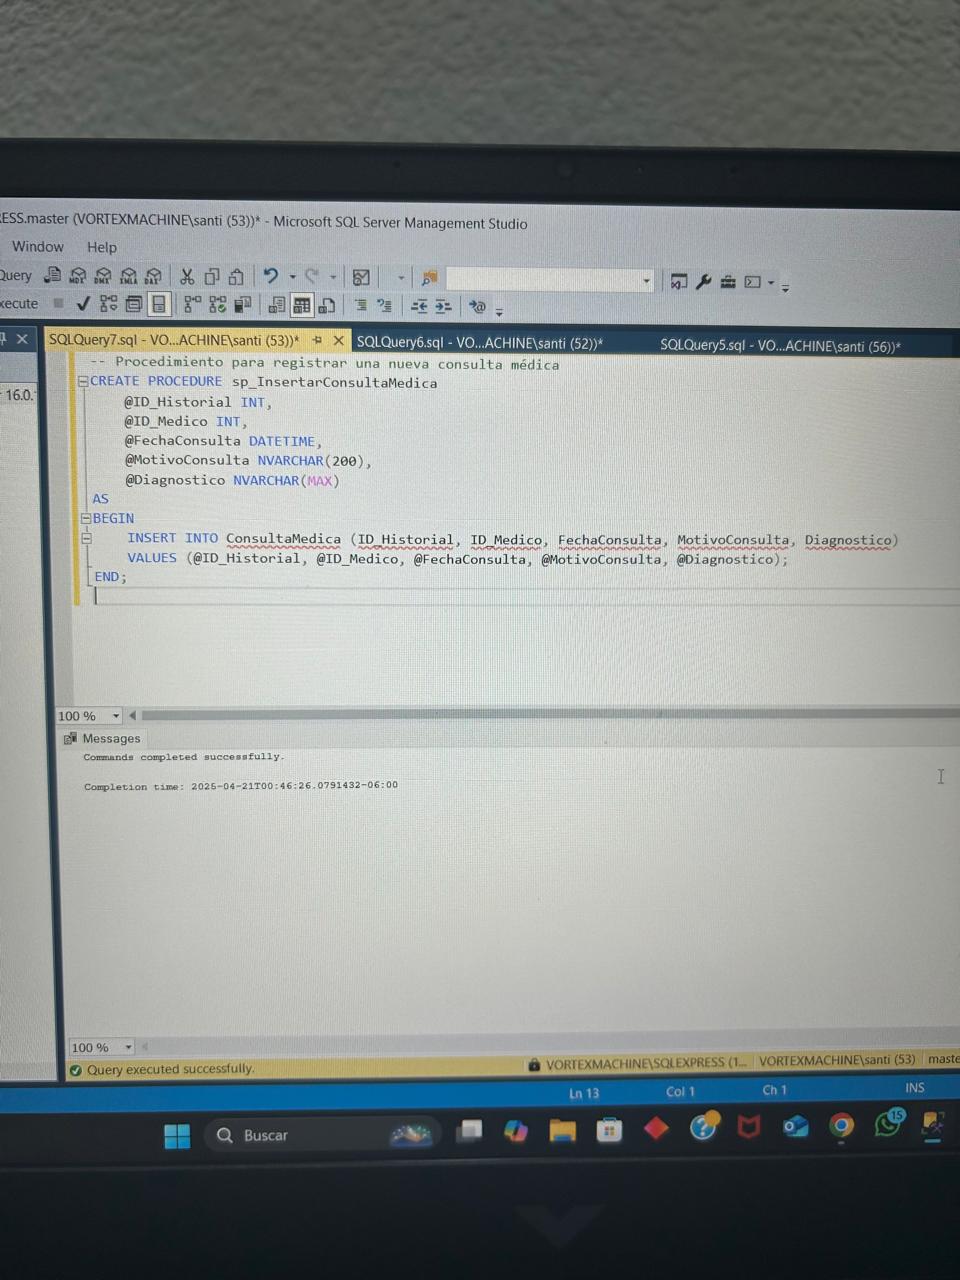 ESS.master (VORTEXMACHINE\santi (53))* - Microsoft SQL Server Management Studio
Window Help
Query
xecute
SQLQuery7.sql - VO...ACHINE\santi (53))* SQLQuery6.sql - VO...ACHINE\santi (52))* SQLQuery5.sql - VO...ACHINE\santi (56))*
16.0.
-- Procedimiento para registrar una nueva consulta médica
CREATE PROCEDURE sp_InsertarConsultaMedica
@ID_Historial INT,
@ID_Medico INT,
@FechaConsulta DATETIME,
@MotivoConsulta NVARCHAR(200),
@Diagnostico NVARCHAR(MAX)
AS
BEGIN
INSERT INTO ConsultaMedica (ID_Historial, ID_Medico, FechaConsulta, MotivoConsulta, Diagnostico)
VALUES (@ID_Historial, @ID_Medico, @FechaConsulta, @MotivoConsulta, @Diagnostico);
END;
100 %
Messages
Commands completed successfully.
Completion time: 2025-04-21T00:46:26.0791432-06:00
100 %
Query executed successfully. VORTEXMACHINE\SQLEXPRESS (1... VORTEXMACHINE\santi (53) maste
Ln 13 Col 1 Ch 1 INS
Buscar
15